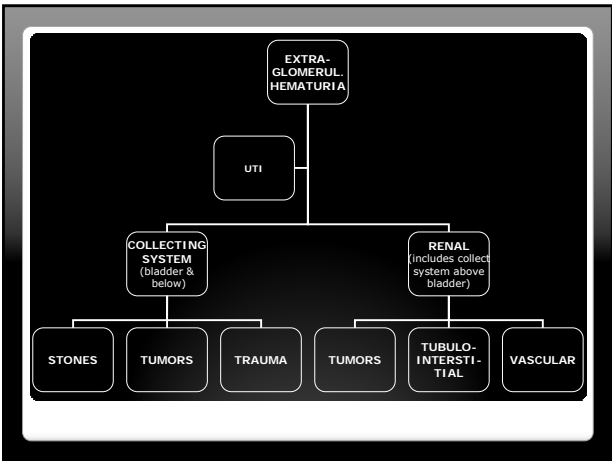 EXTRA-
GLOMERUL.
HEMATURIA
UTI
COLLECTING
SYSTEM
(bladder &
below)
RENAL
(includes collect
system above
bladder)
STONES
TUMORS
TRAUMA
TUMORS
TUBULO-
INTERSTI-
TIAL
VASCULAR